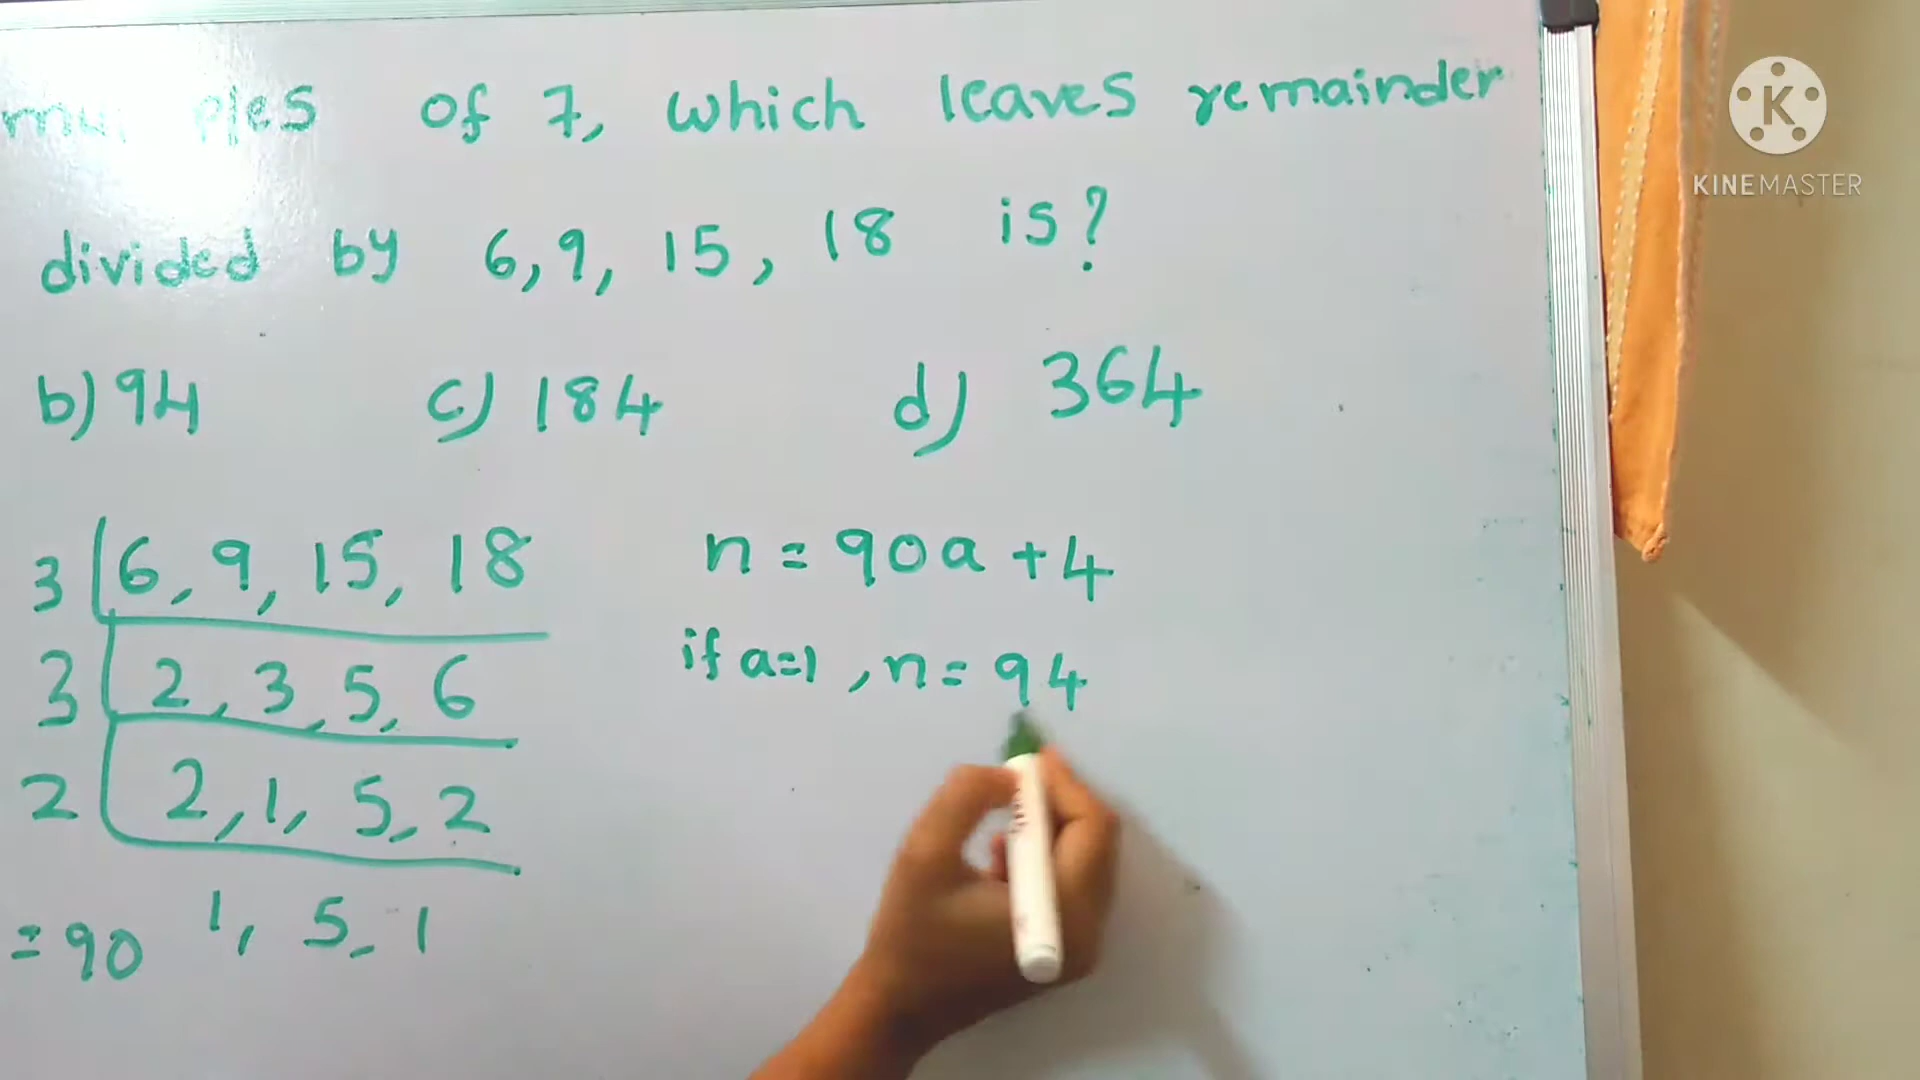 of 7, which leaves remainder
divided by 6, 9, 15, 18 is?
b) 94 c) 184 d) 364
3 6, 9, 15, 18
3 2, 3, 5, 6
2 2, 1, 5, 2
= 90 1, 5, 1
n = 90a + 4
if a=1, n = 94
K
KINEMASTER